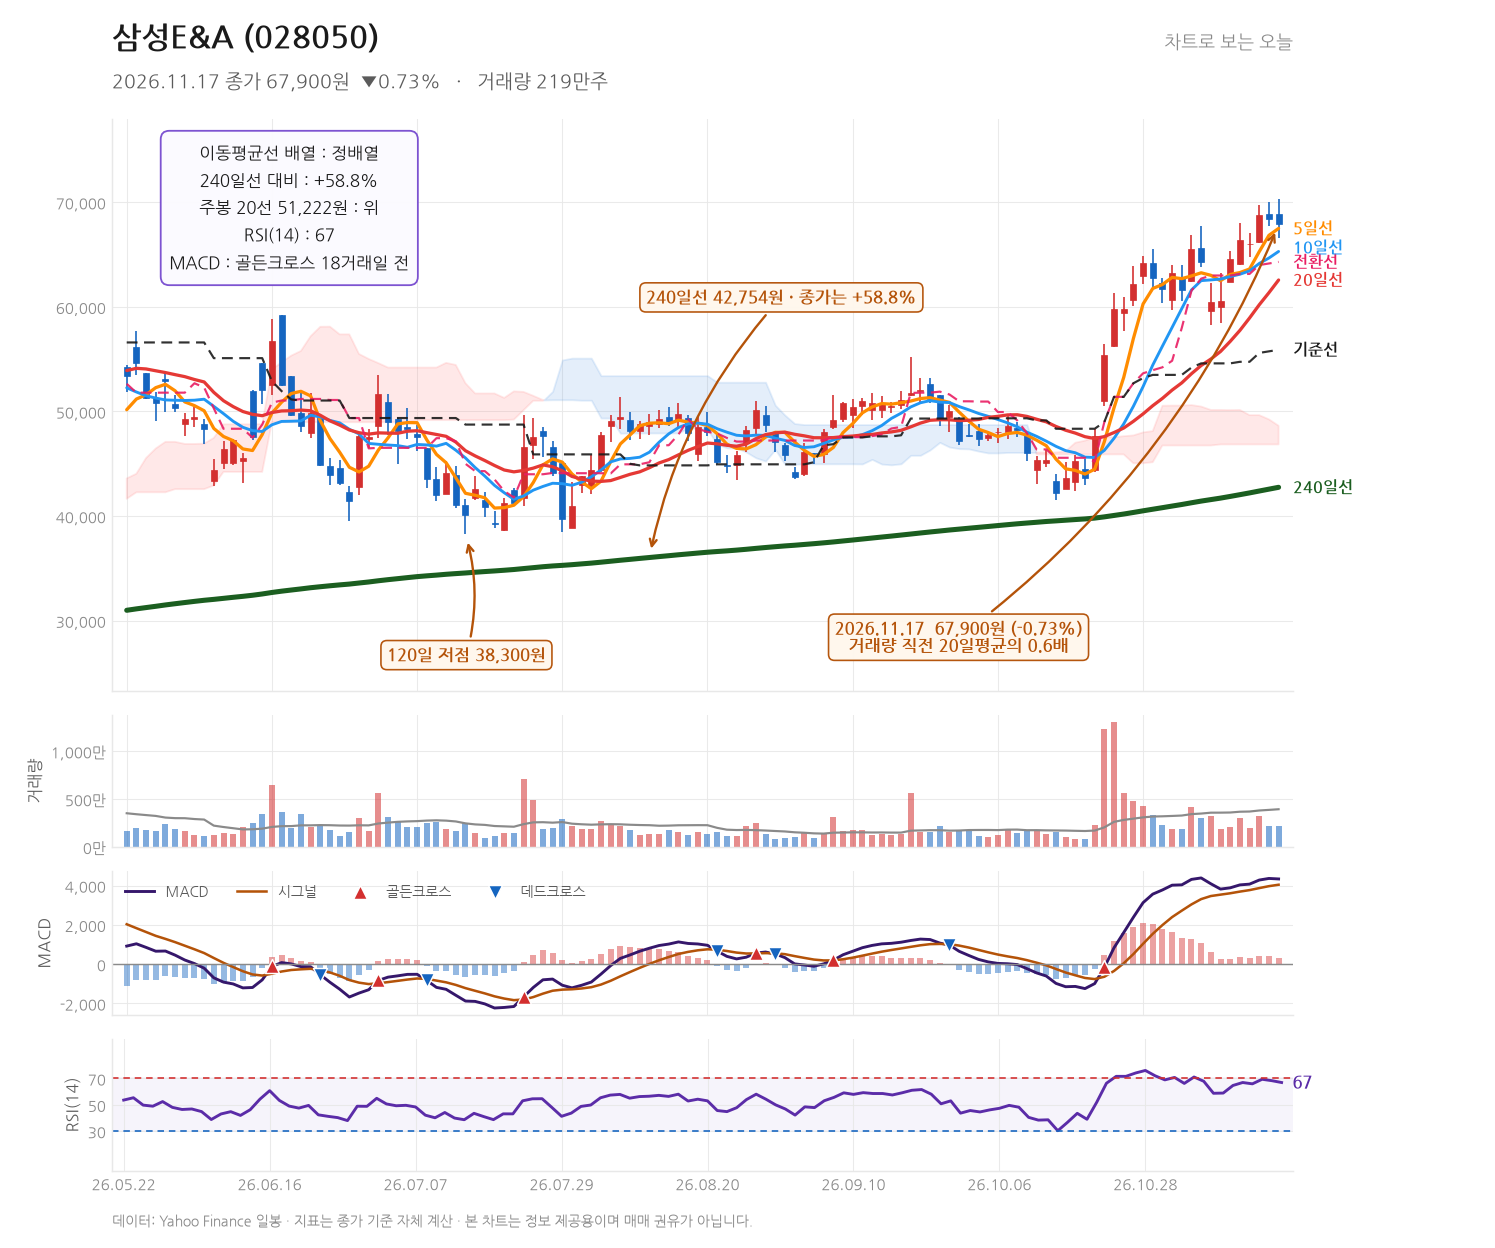 삼성E&A (028050)
차트로 보는 오늘
2026.11.17 종가 67,900원 ▼0.73% · 거래량 219만주
이동평균선 배열 : 정배열
240일선 대비 : +58.8%
주봉 20선 51,222원 : 위
RSI(14) : 67
MACD : 골든크로스 18거래일 전
70,000
60,000
50,000
40,000
30,000
240일선 42,754원 · 종가는 +58.8%
120일 저점 38,300원
2026.11.17 67,900원 (-0.73%)
거래량 직전 20일평균의 0.6배
5일선
10일선
전환선
20일선
기준선
240일선
거래량
1,000만
500만
0만
MACD
4,000
2,000
0
-2,000
MACD 시그널 골든크로스 데드크로스
RSI(14)
70
50
30
67
26.05.22 26.06.16 26.07.07 26.07.29 26.08.20 26.09.10 26.10.06 26.10.28
데이터: Yahoo Finance 일봉 · 지표는 종가 기준 자체 계산 · 본 차트는 정보 제공용이며 매매 권유가 아닙니다.